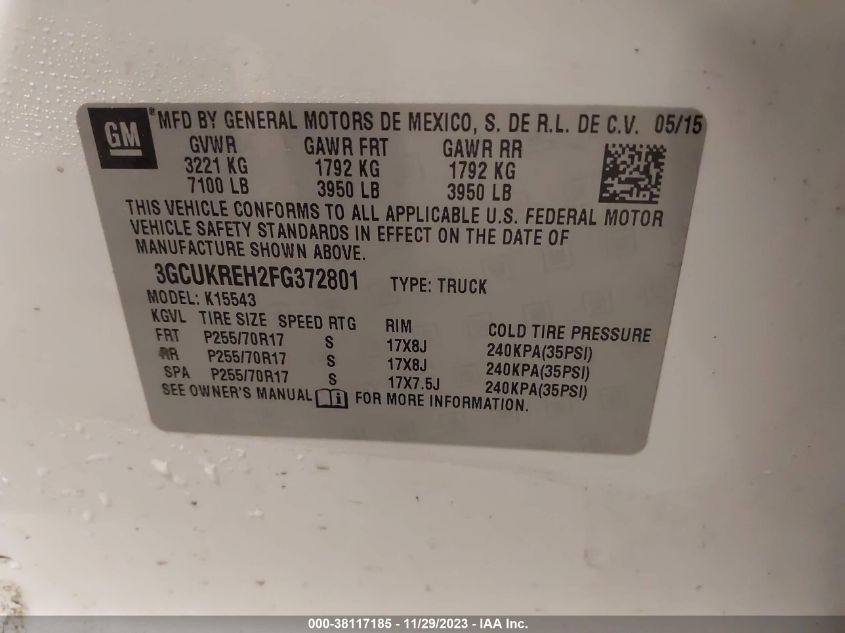 GM
®MFD BY GENERAL MOTORS DE MEXICO, S. DE R.L. DE C.V. 05/15
GVWR GAWR FRT GAWR RR
3221 KG 1792 KG 1792 KG
7100 LB 3950 LB 3950 LB
THIS VEHICLE CONFORMS TO ALL APPLICABLE U.S. FEDERAL MOTOR
VEHICLE SAFETY STANDARDS IN EFFECT ON THE DATE OF
MANUFACTURE SHOWN ABOVE.
3GCUKREH2FG372801 TYPE: TRUCK
MODEL: K15543
KGVL TIRE SIZE SPEED RTG RIM COLD TIRE PRESSURE
FRT P255/70R17 S 17X8J 240KPA(35PSI)
RR P255/70R17 S 17X8J 240KPA(35PSI)
SPA P255/70R17 S 17X7.5J 240KPA(35PSI)
SEE OWNER'S MANUAL FOR MORE INFORMATION.
000-38117185 - 11/29/2023 - IAA Inc.